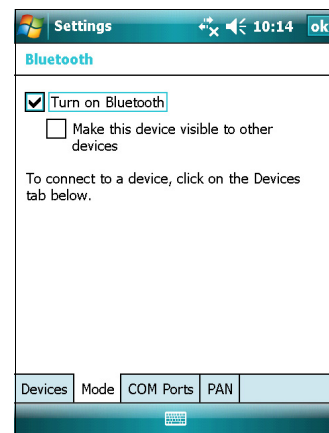 Settings 10:14 ok
Bluetooth
Turn on Bluetooth
Make this device visible to other
devices
To connect to a device, click on the Devices
tab below.
Devices Mode COM Ports PAN